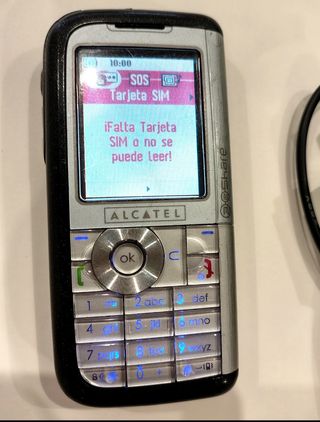 10:00
SOS
Tarjeta SIM
¡Falta Tarjeta
SIM o no se
puede leer!
ALCATEL
ok
C
1
2 abc
3 def
4 ghi
5 jkl
6 mno
7 pqrs
8 tuv
9 wxyz
0 +